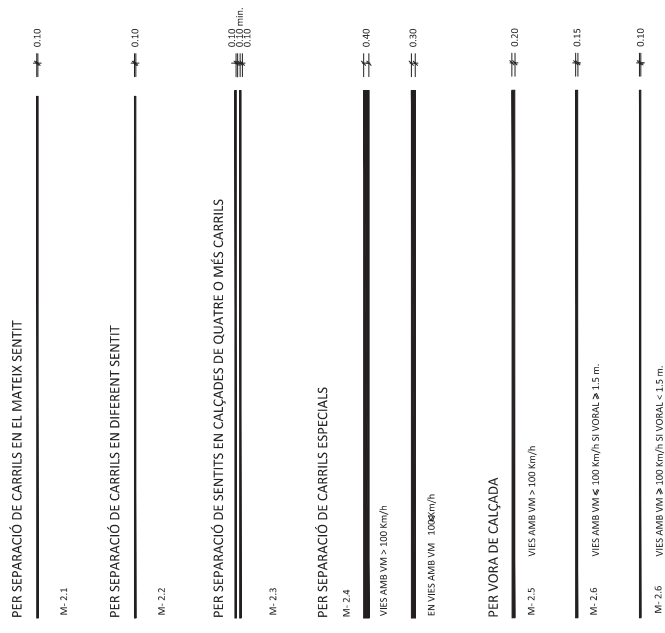 PER SEPARACIÓ DE CARRILS EN EL MATEIX SENTIT
0.10
M- 2.1
PER SEPARACIÓ DE CARRILS EN DIFERENT SENTIT
0.10
M- 2.2
PER SEPARACIÓ DE SENTITS EN CALÇADES DE QUATRE O MÉS CARRILS
0.10
0.10 min.
0.10
M- 2.3
PER SEPARACIÓ DE CARRILS ESPECIALS
M- 2.4
0.40
VIES AMB VM > 100 Km/h
0.30
EN VIES AMB VM 100 Km/h
PER VORA DE CALÇADA
0.20
M- 2.5 VIES AMB VM > 100 Km/h
0.15
M- 2.6 VIES AMB VM ⩽ 100 Km/h SI VORAL ⩾ 1.5 m.
0.10
M- 2.6 VIES AMB VM ⩾ 100 Km/h SI VORAL < 1.5 m.